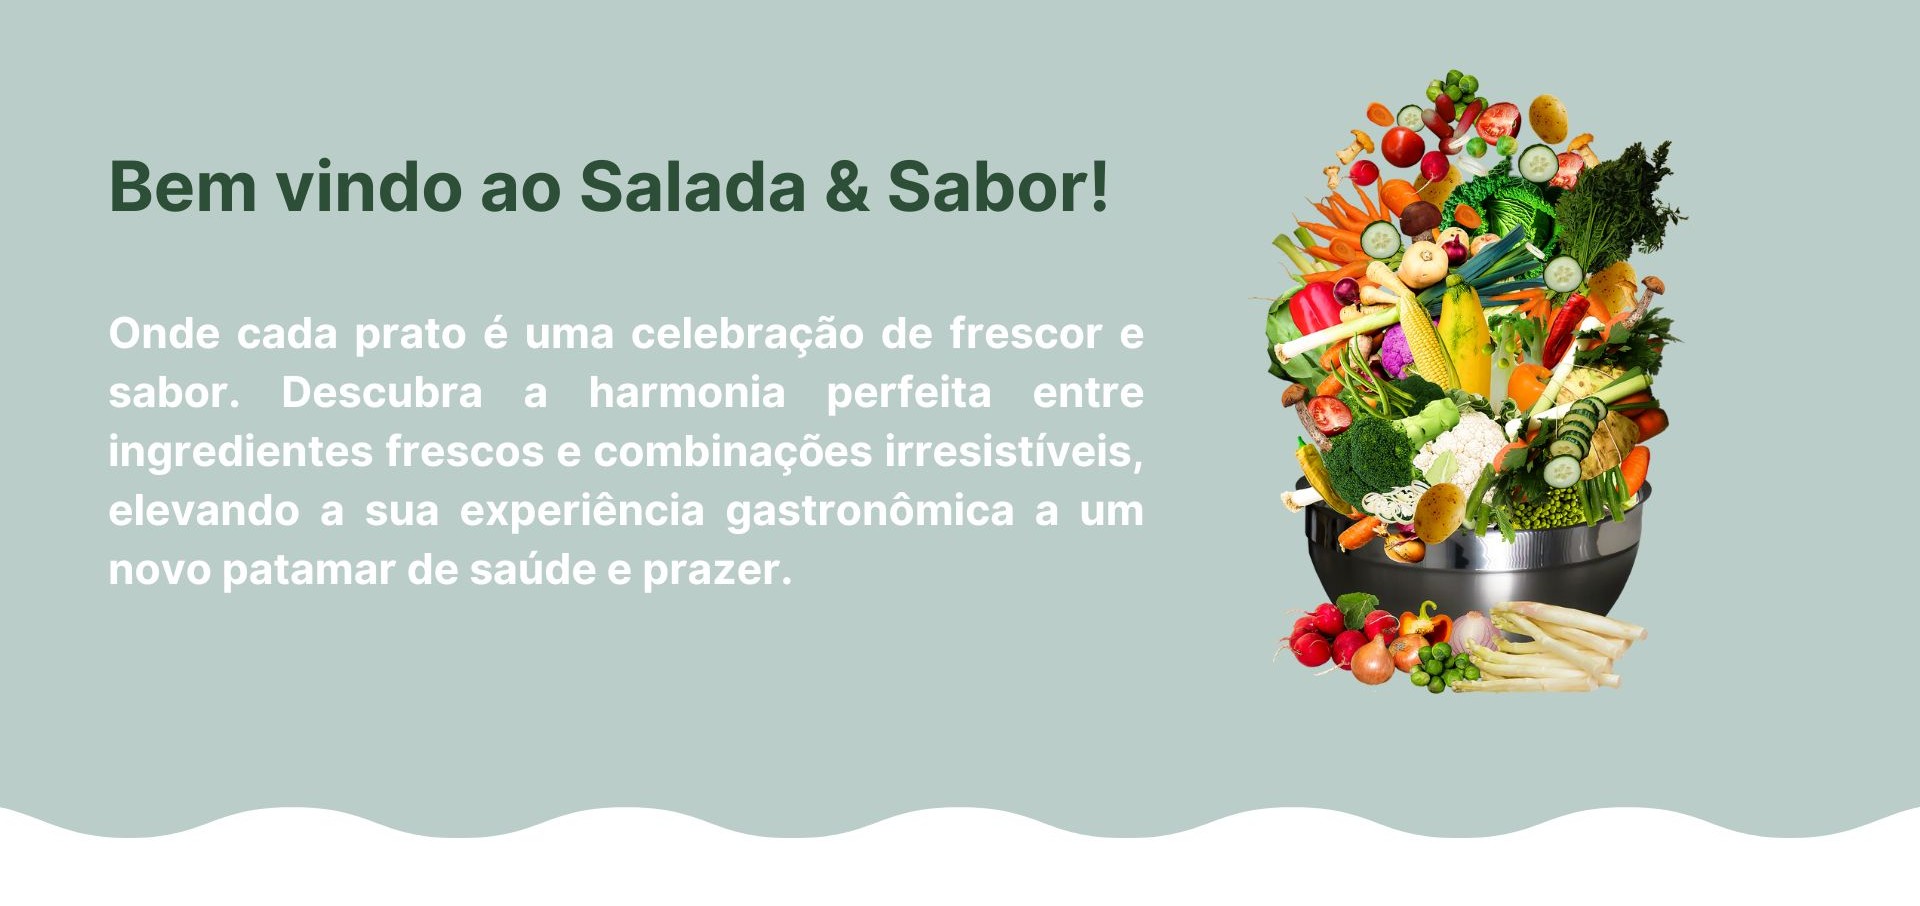 Bem vindo ao Salada & Sabor!
Onde cada prato é uma celebração de frescor e
sabor. Descubra a harmonia perfeita entre
ingredientes frescos e combinações irresistíveis,
elevando a sua experiência gastronômica a um
novo patamar de saúde e prazer.